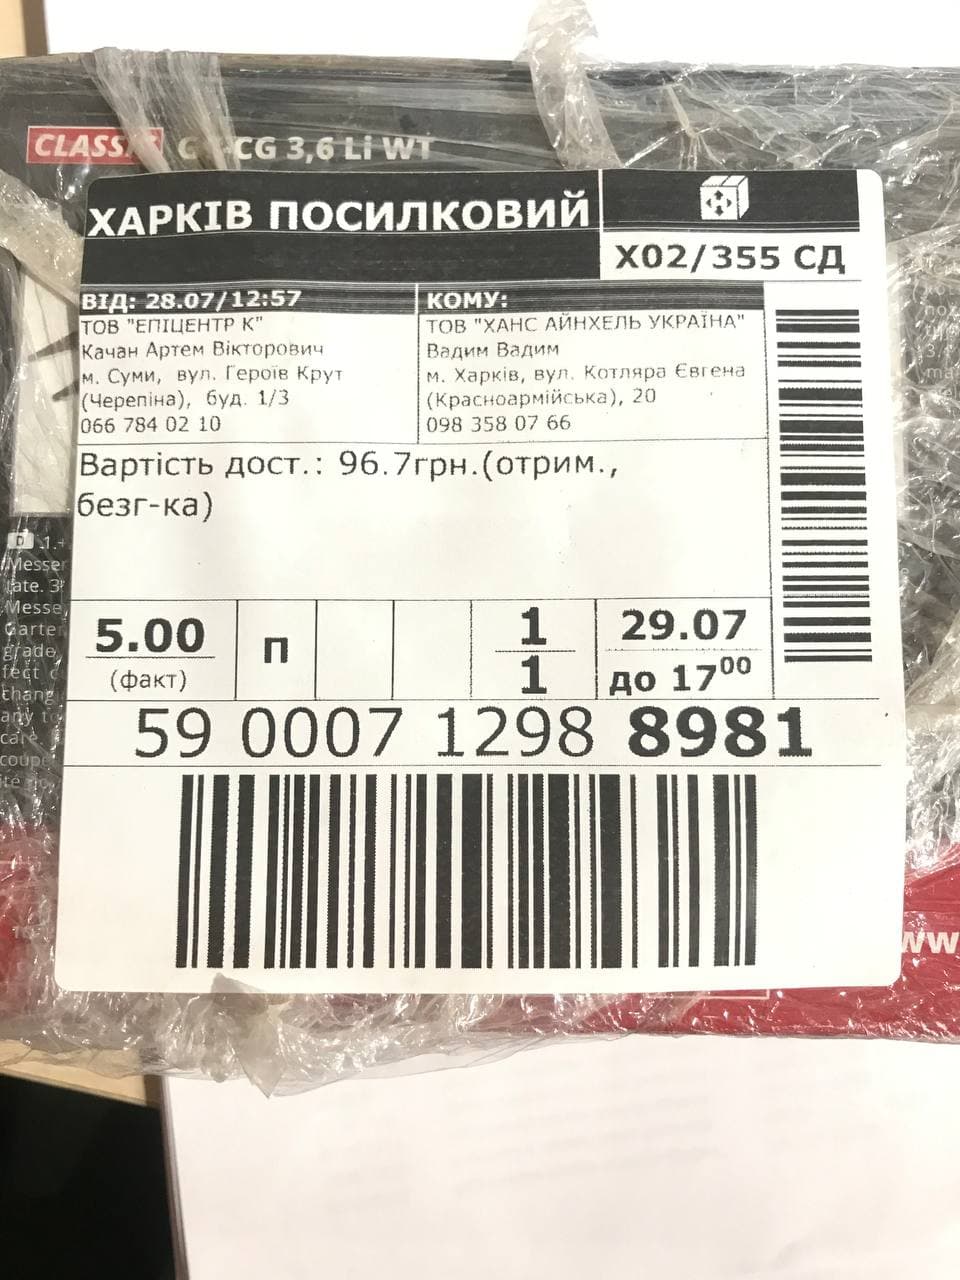 CLASSIC
CG 3,6 Li WT
ХАРКІВ ПОСИЛКОВИЙ
Х02/355 СД
ВІД: 28.07/12:57
ТОВ "ЕПІЦЕНТР К"
Качан Артем Вікторович
м. Суми, вул. Героїв Крут
(Черепіна), буд. 1/3
066 784 02 10
КОМУ:
ТОВ "ХАНС АЙНХЕЛЬ УКРАЇНА"
Вадим Вадим
м. Харків, вул. Котляра Євгена
(Красноармійська), 20
098 358 07 66
Вартість дост.: 96.7грн.(отрим.,
безг-ка)
5.00
(факт)
П
1
1
29.07
до 17⁰⁰
59 0007 1298 8981
D